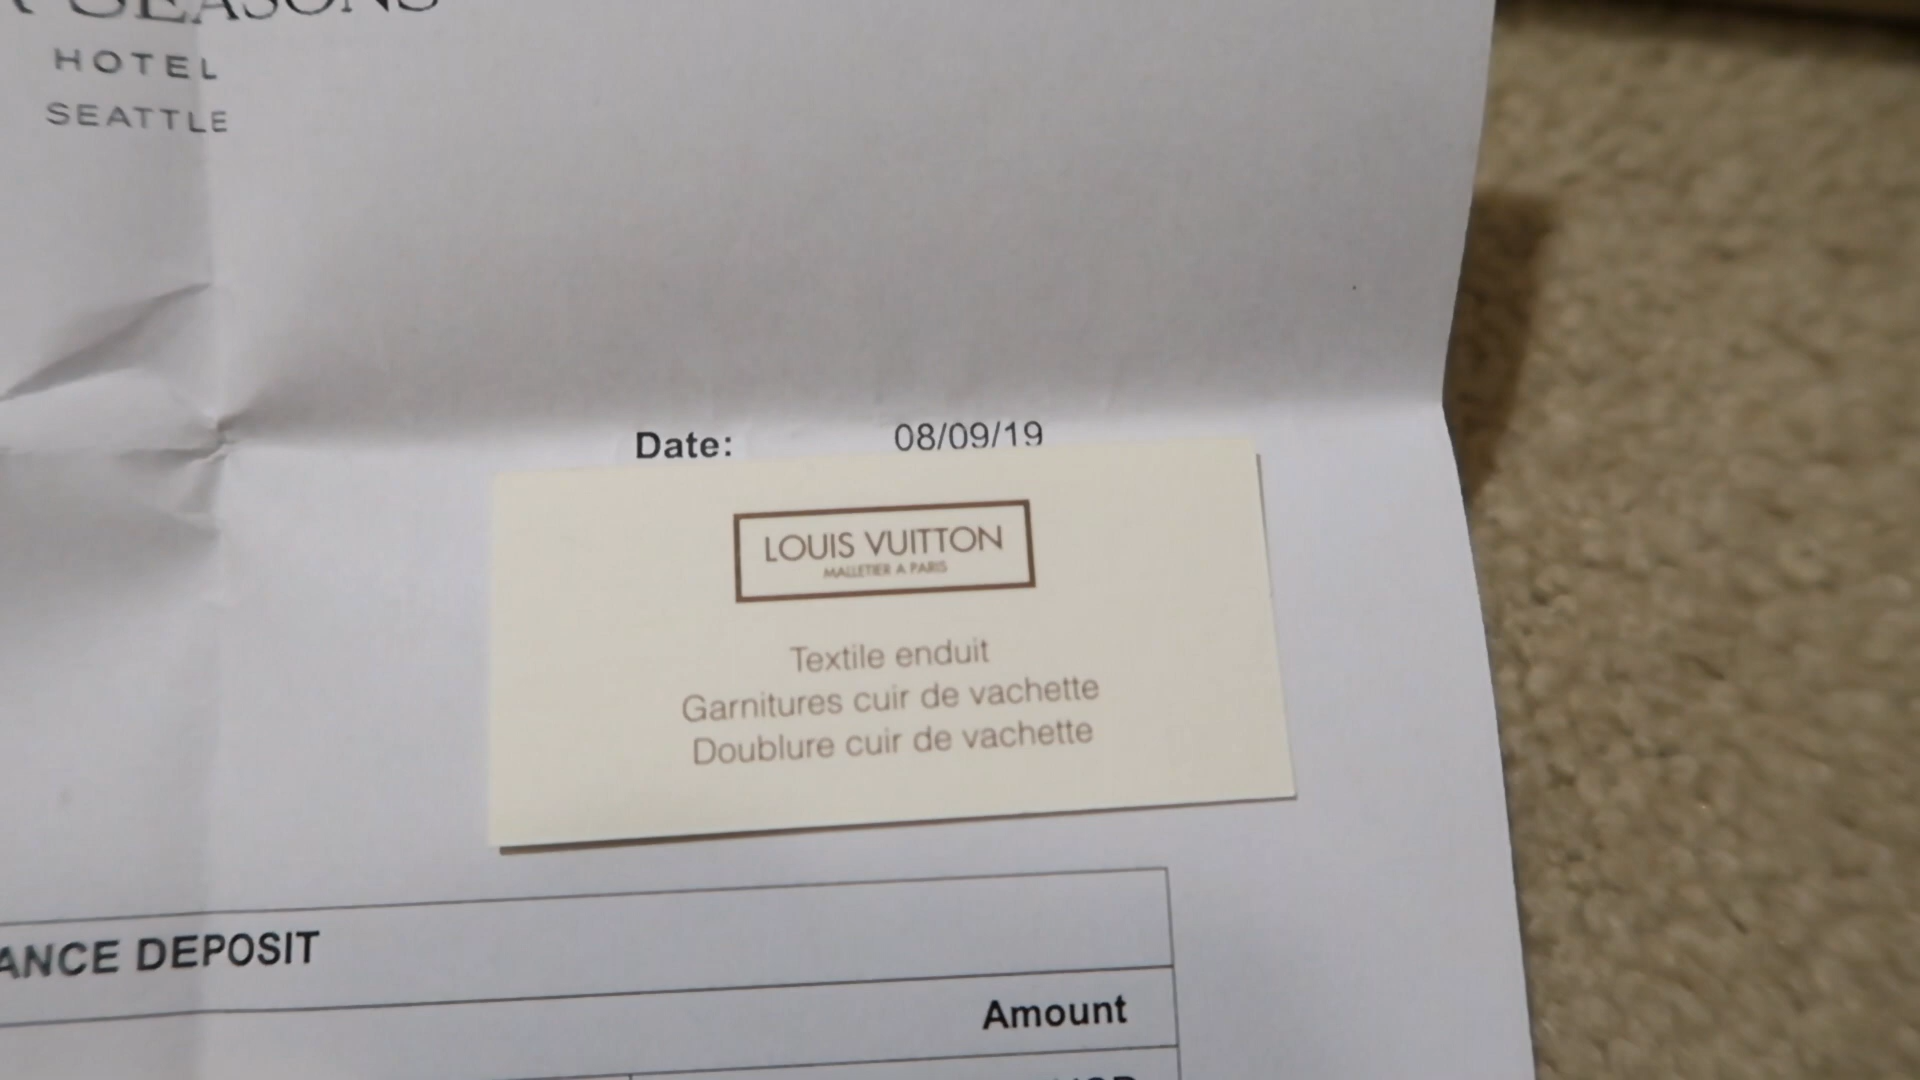 SEASONS
HOTEL
SEATTLE
Date: 08/09/19
LOUIS VUITTON
MALLETIER A PARIS
Textile enduit
Garnitures cuir de vachette
Doublure cuir de vachette
ANCE DEPOSIT
Amount